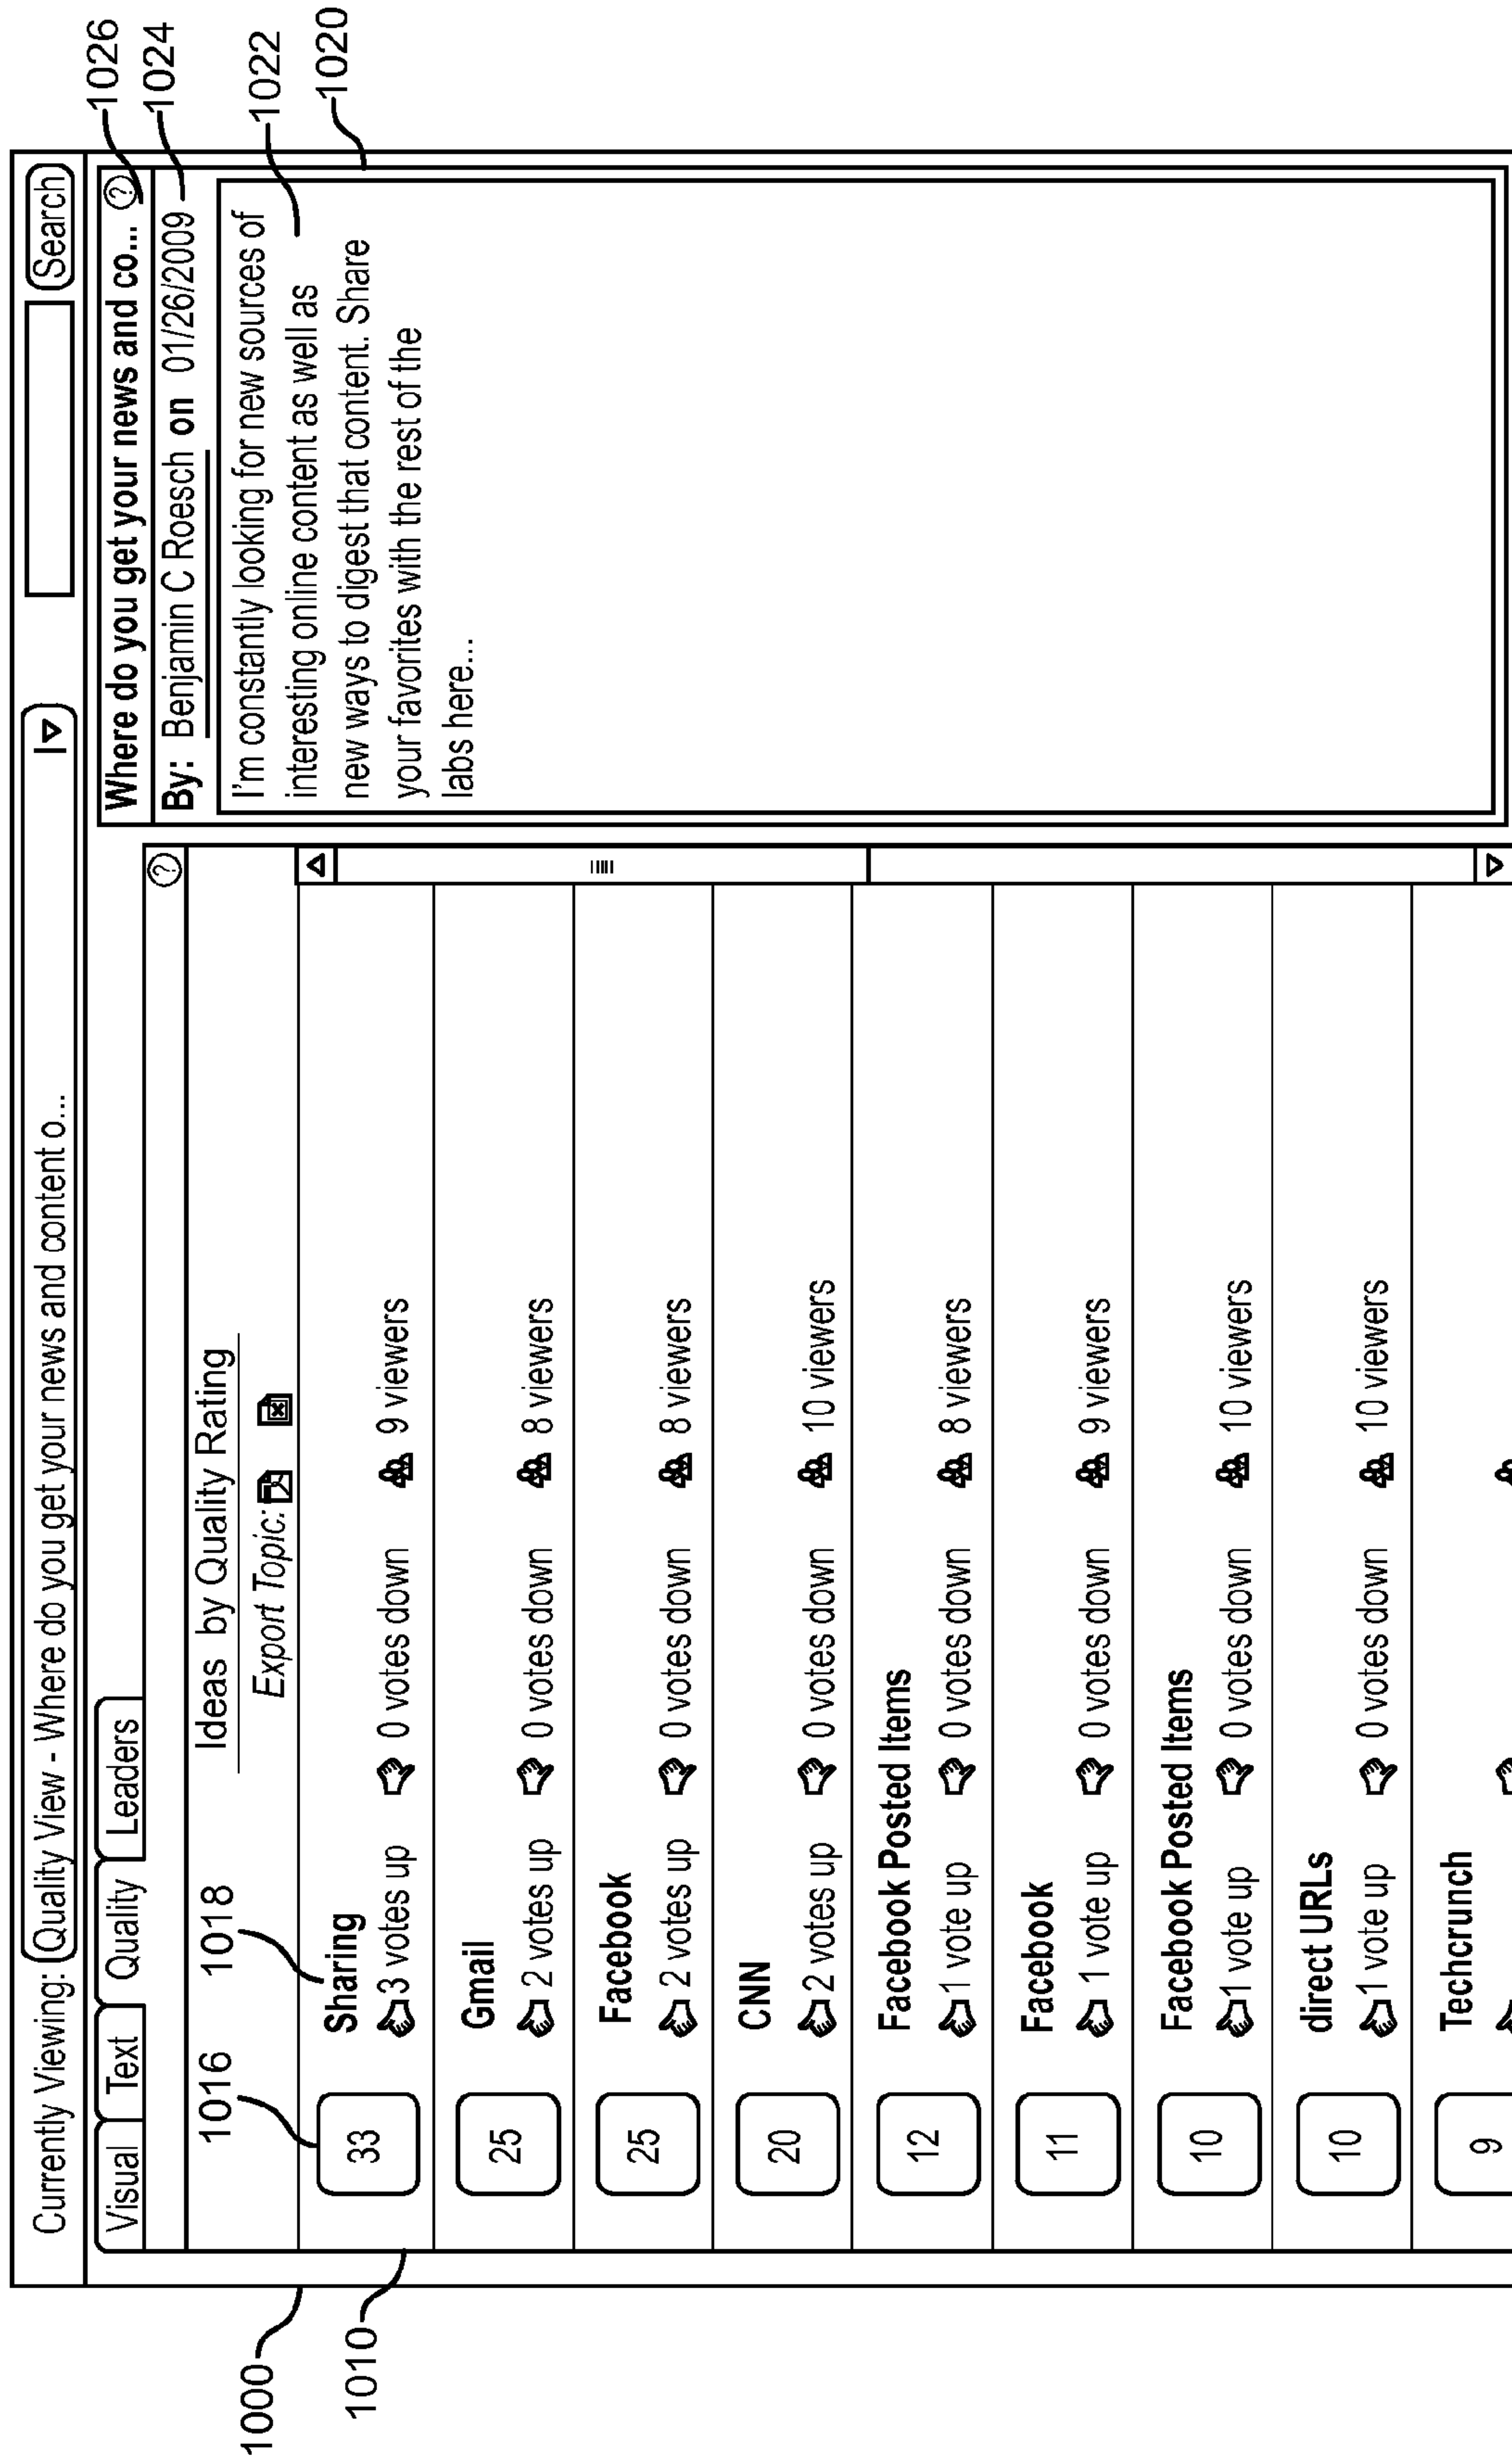 Currently Viewing: Quality View - Where do you get your news and content o... Search
Visual Text Quality Leaders
Where do you get your news and co... ?
1026
By: Benjamin C Roesch on 01/26/2009
1024
?
1016
1018
Ideas by Quality Rating
Export Topic:
I'm constantly looking for new sources of
interesting online content as well as
new ways to digest that content. Share
your favorites with the rest of the
labs here...
1022
1020
1000
1010
33
Sharing
3 votes up 0 votes down 9 viewers
25
Gmail
2 votes up 0 votes down 8 viewers
25
Facebook
2 votes up 0 votes down 8 viewers
20
CNN
2 votes up 0 votes down 10 viewers
12
Facebook Posted Items
1 vote up 0 votes down 8 viewers
11
Facebook
1 vote up 0 votes down 9 viewers
10
Facebook Posted Items
1 vote up 0 votes down 10 viewers
10
direct URLs
1 vote up 0 votes down 10 viewers
9
Techcrunch